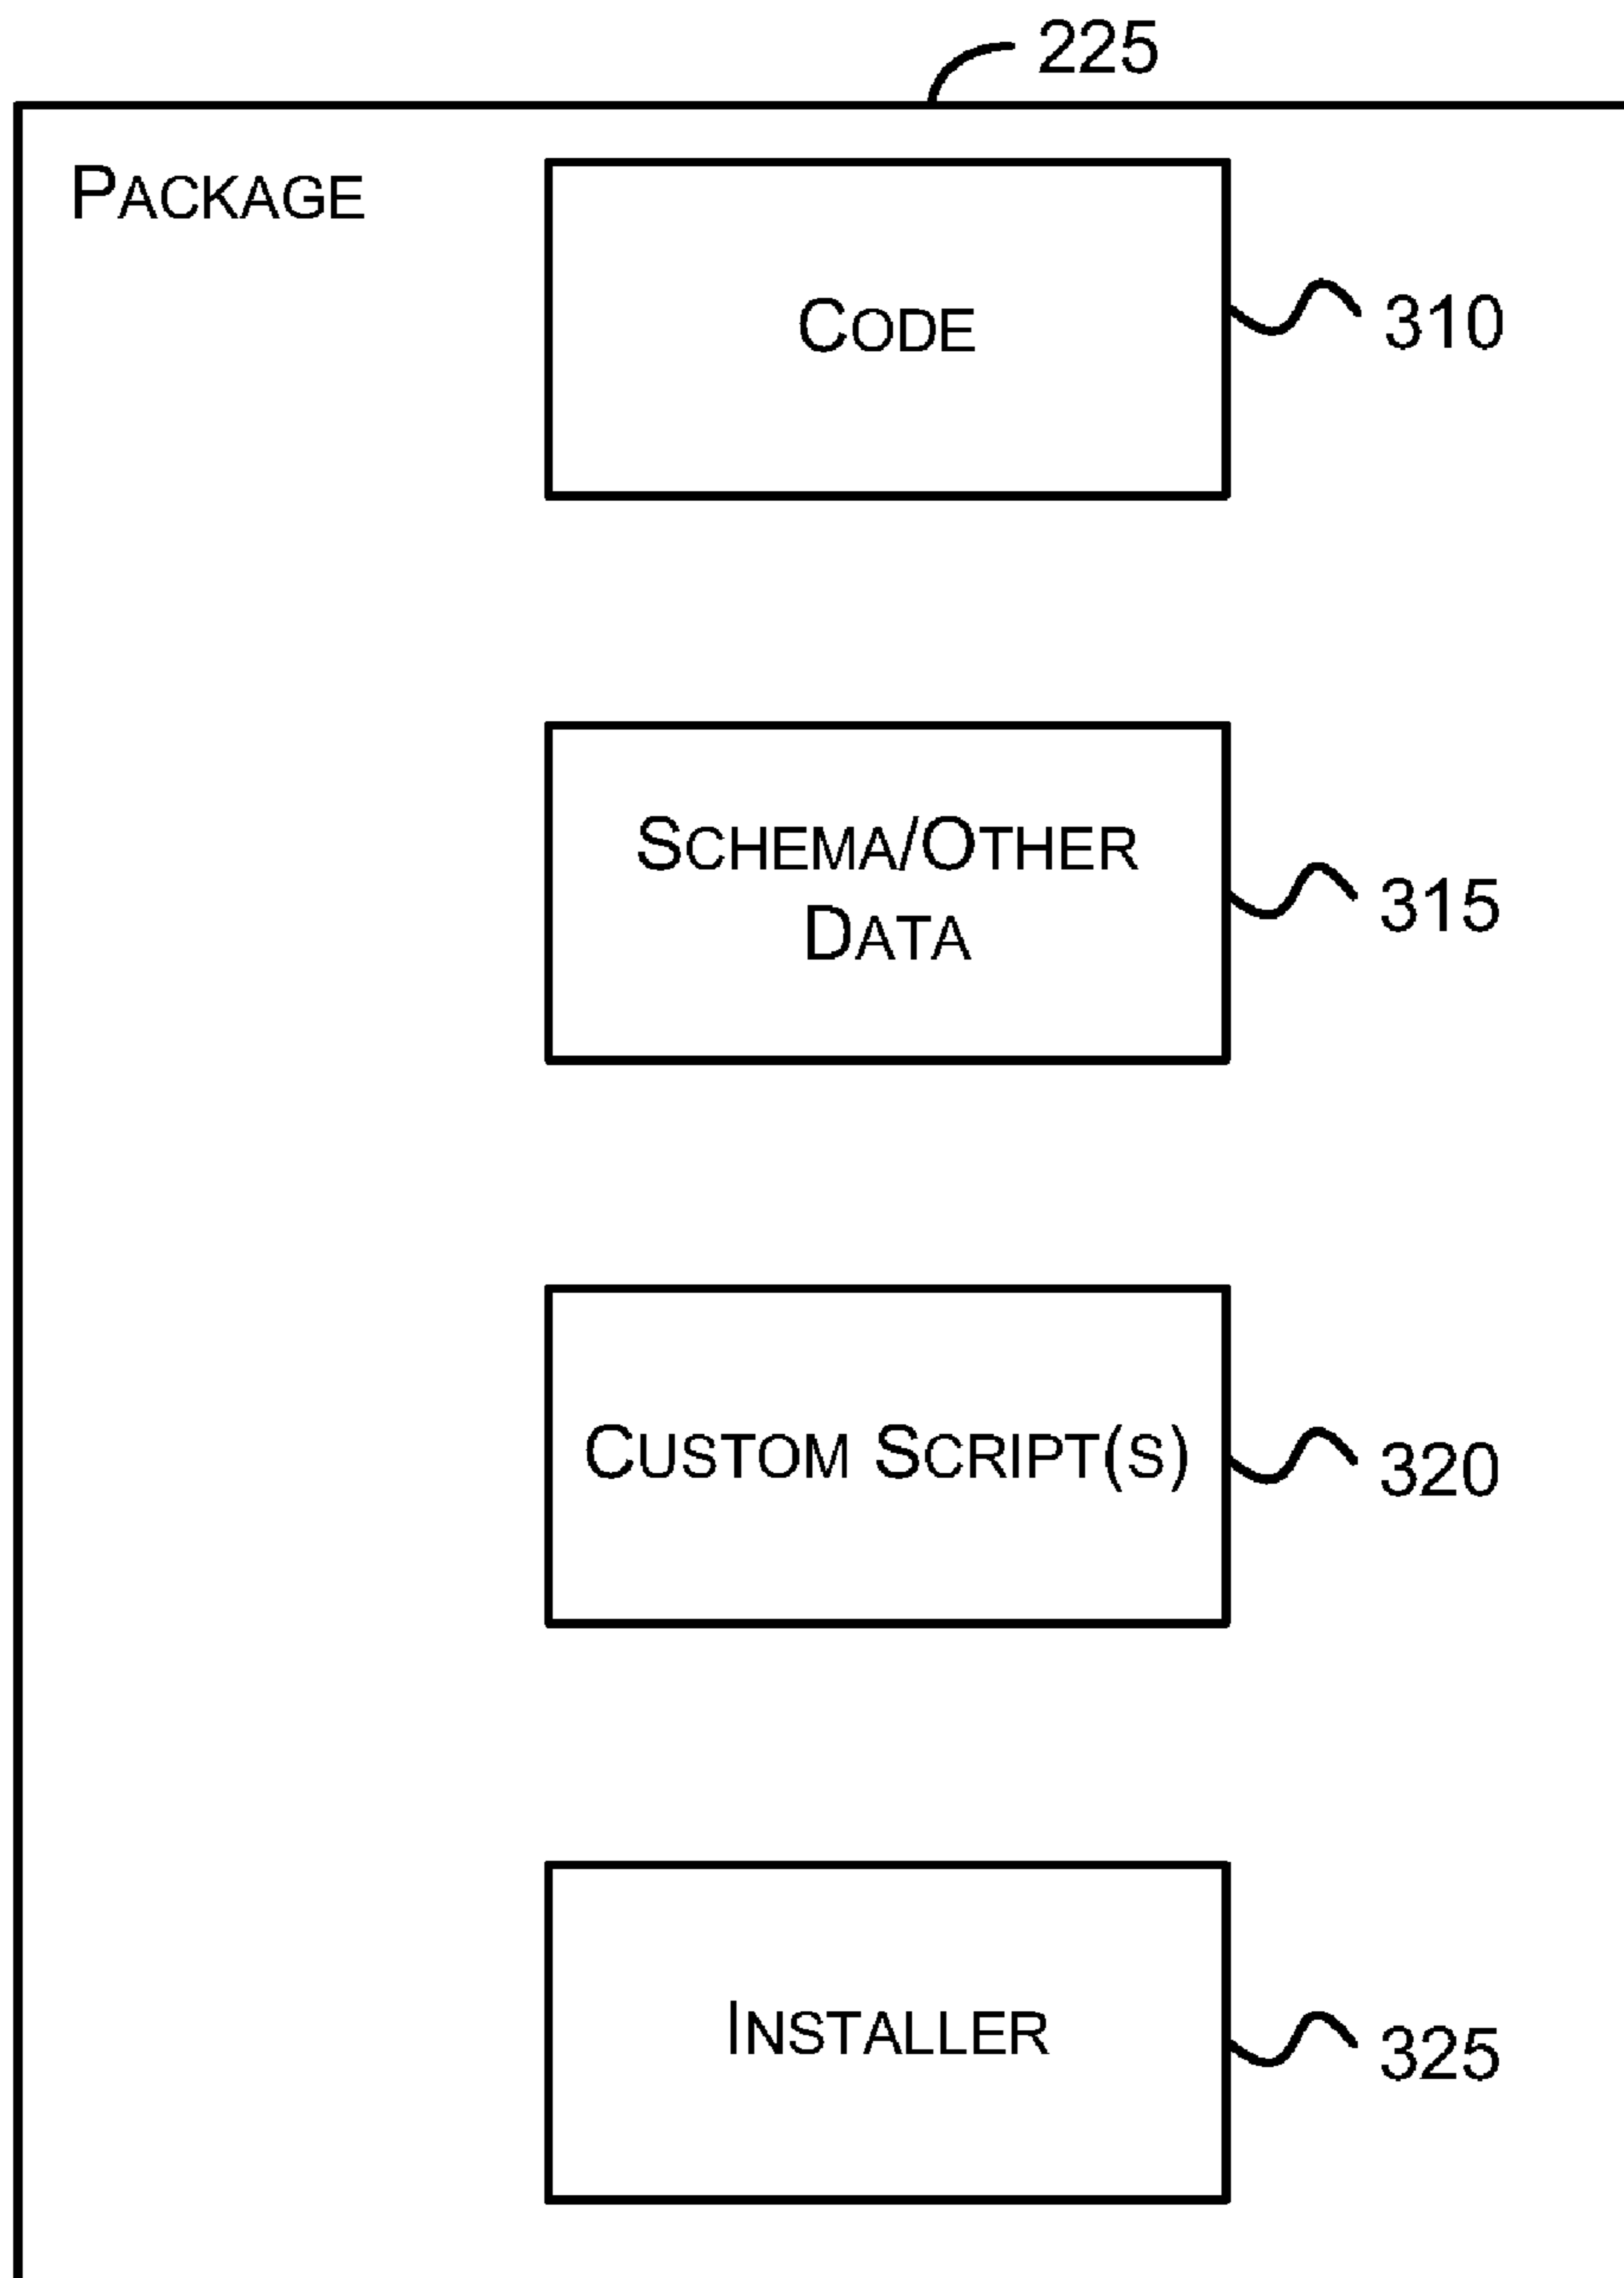 225
PACKAGE
CODE
310
SCHEMA/OTHER
DATA
315
CUSTOM SCRIPT(S)
320
INSTALLER
325